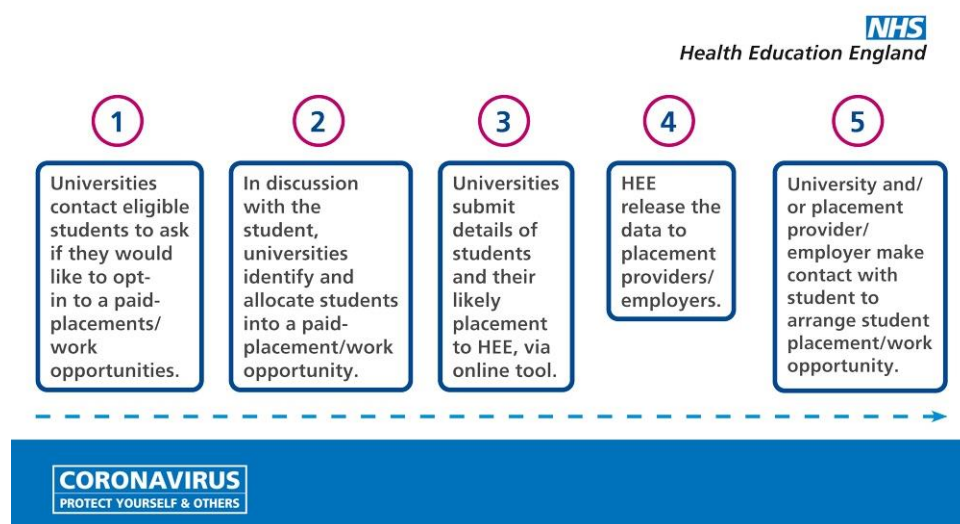 NHS
Health Education England
1
Universities
contact eligible
students to ask
if they would
like to opt-
in to a paid-
placements/
work
opportunities.
2
In discussion
with the
student,
universities
identify and
allocate students
into a paid-
placement/work
opportunity.
3
Universities
submit
details of
students
and their
likely
placement
to HEE, via
online tool.
4
HEE
release the
data to
placement
providers/
employers.
5
University and/
or placement
provider/
employer make
contact with
student to
arrange student
placement/work
opportunity.
CORONAVIRUS
PROTECT YOURSELF & OTHERS